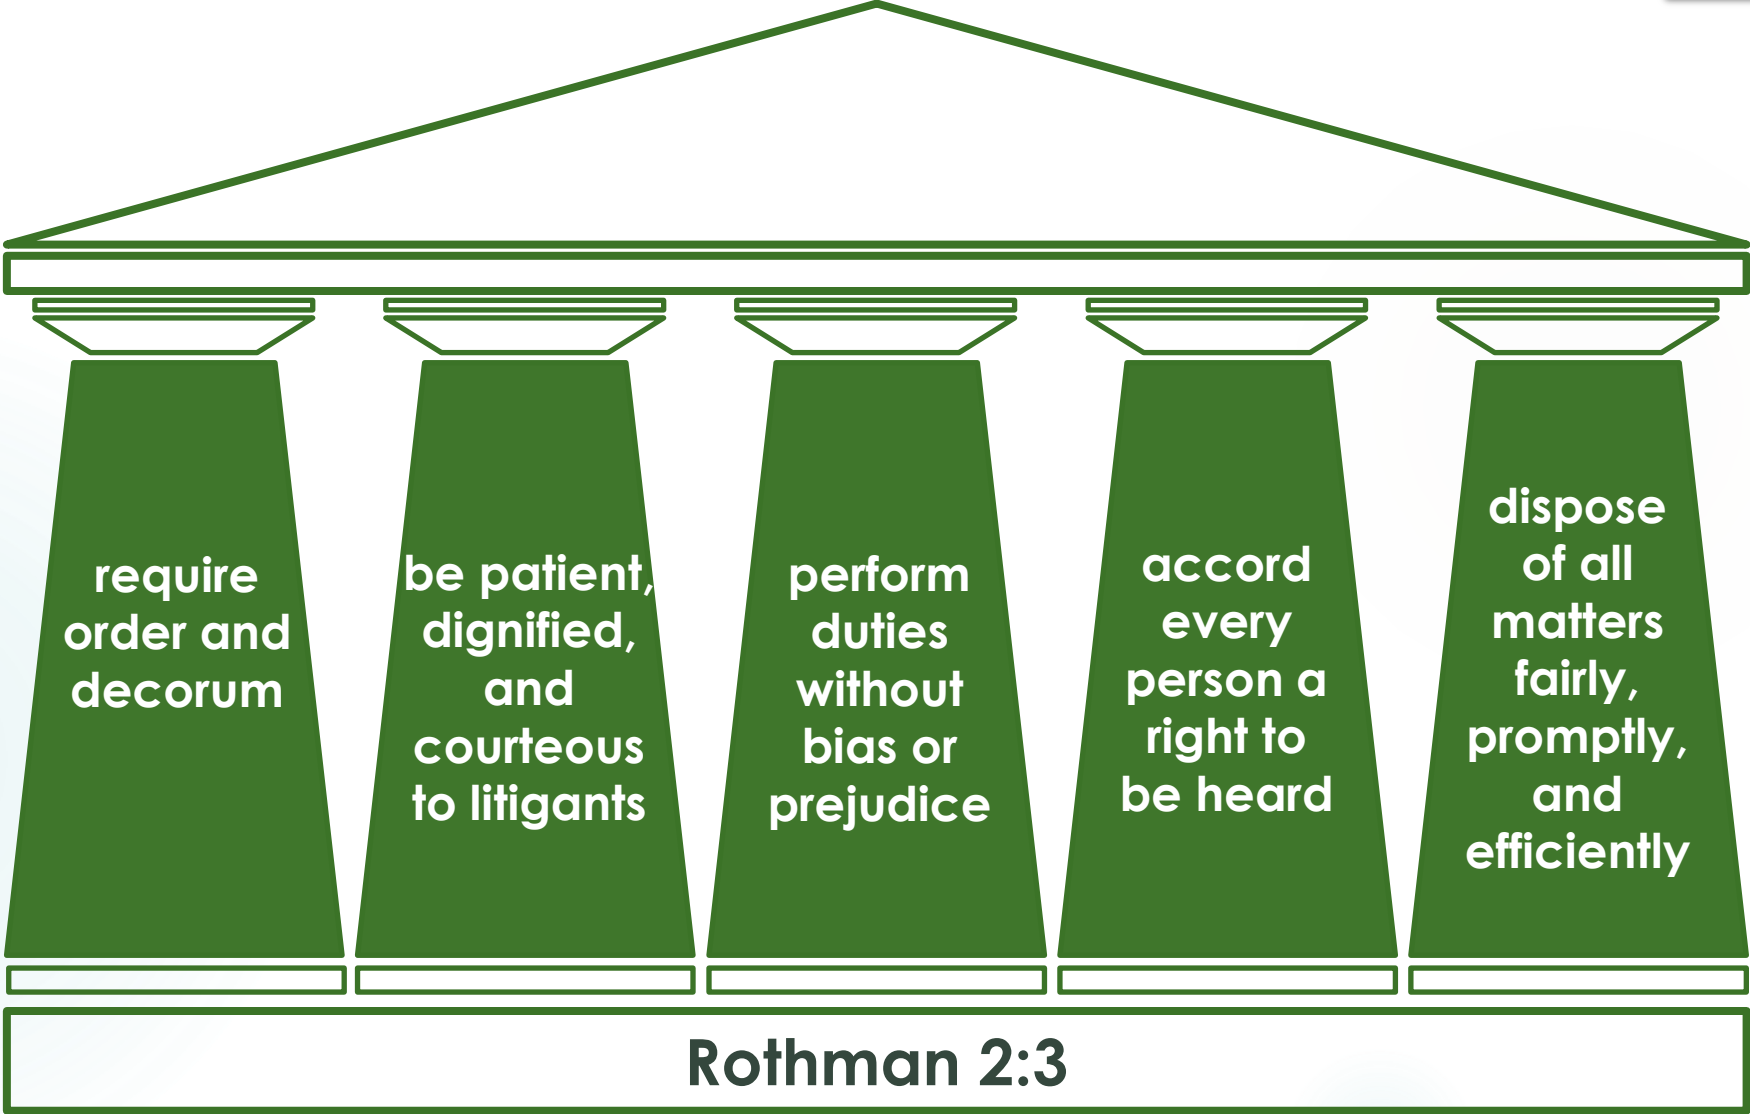 require
order and
decorum
be patient,
dignified,
and
courteous
to litigants
perform
duties
without
bias or
prejudice
accord
every
person a
right to
be heard
dispose
of all
matters
fairly,
promptly,
and
efficiently
Rothman 2:3